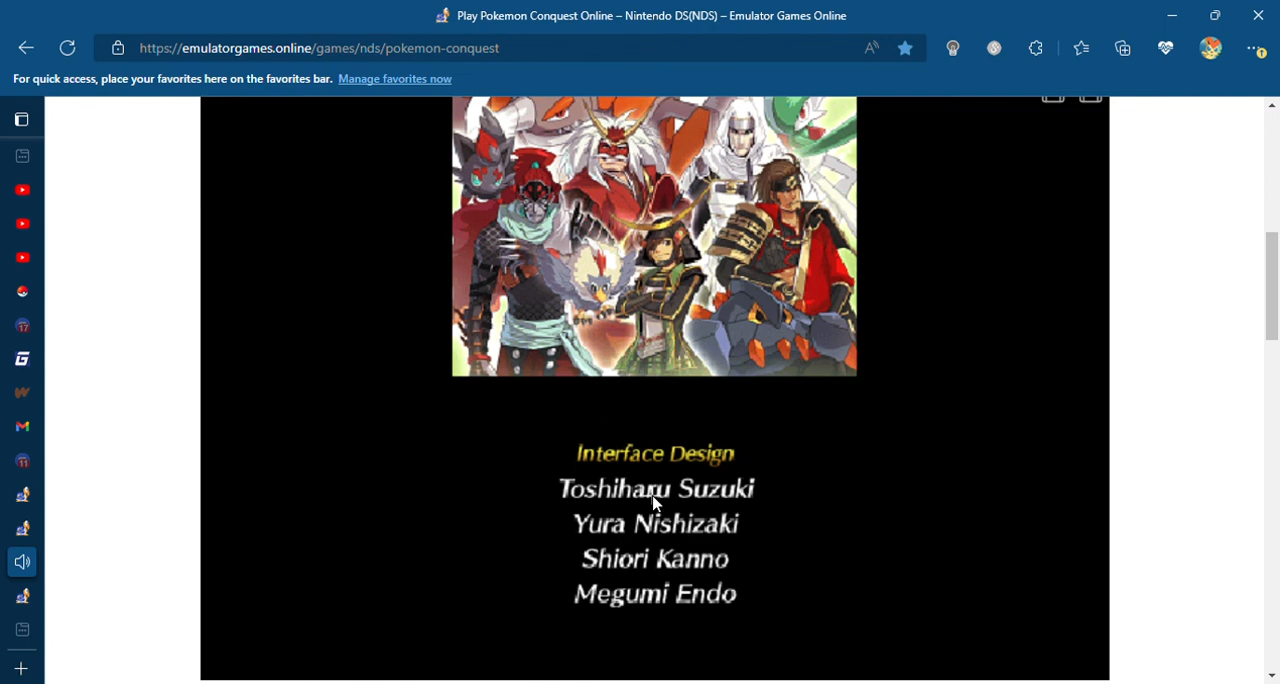 Play Pokemon Conquest Online – Nintendo DS(NDS) – Emulator Games Online
https://emulatorgames.online/games/nds/pokemon-conquest
For quick access, place your favorites here on the favorites bar. Manage favorites now
17
11
Interface Design
Toshiharu Suzuki
Yura Nishizaki
Shiori Kanno
Megumi Endo